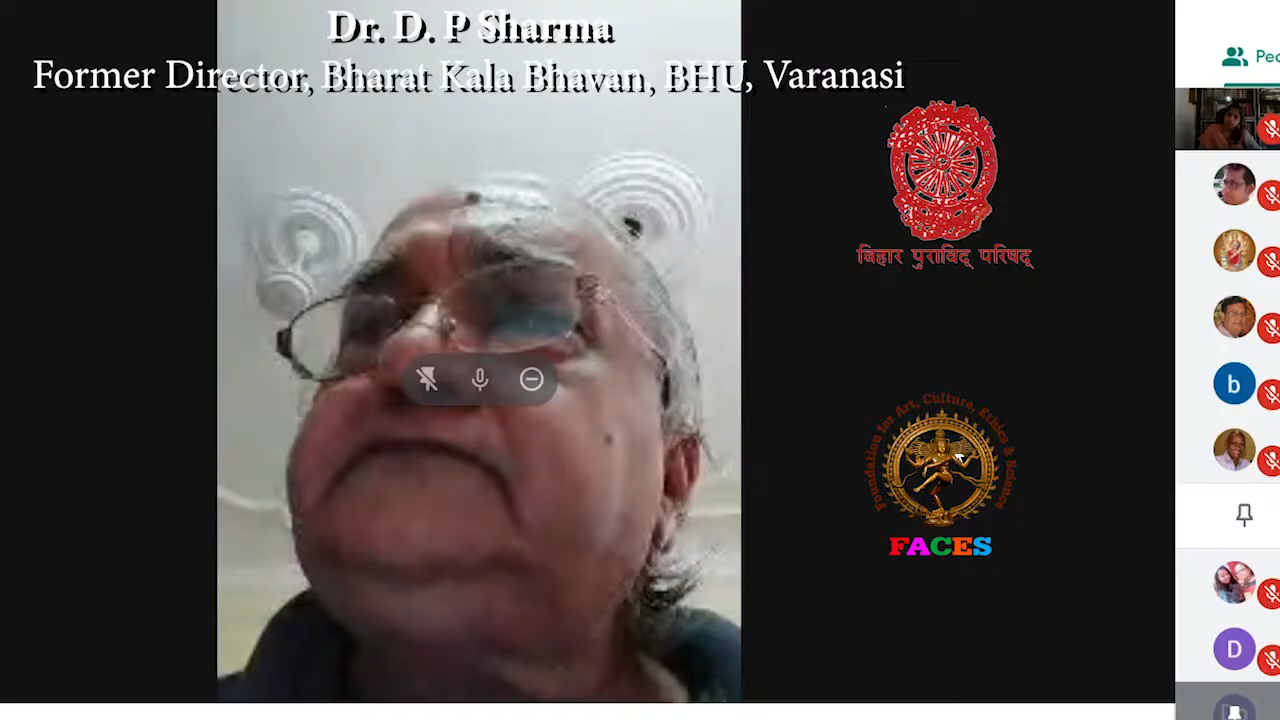 Dr. D. P Sharma
Former Director, Bharat Kala Bhavan, BHU, Varanasi
Peo
बिहार पुराविद् परिषद्
Foundation for Art, Culture, Ethics & Science
FACES
b
D